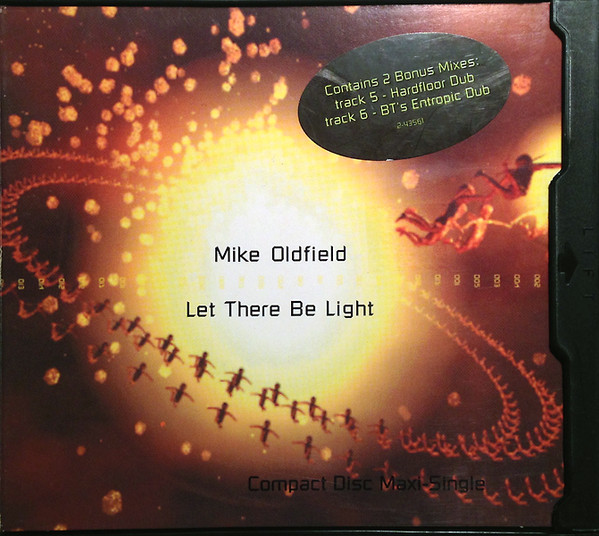 Contains 2 Bonus Mixes:
track 5 - Hardfloor Dub
track 6 - BT's Entropic Dub
2-43561
Mike Oldfield
Let There Be Light
Compact Disc Maxi-Single
LIFT